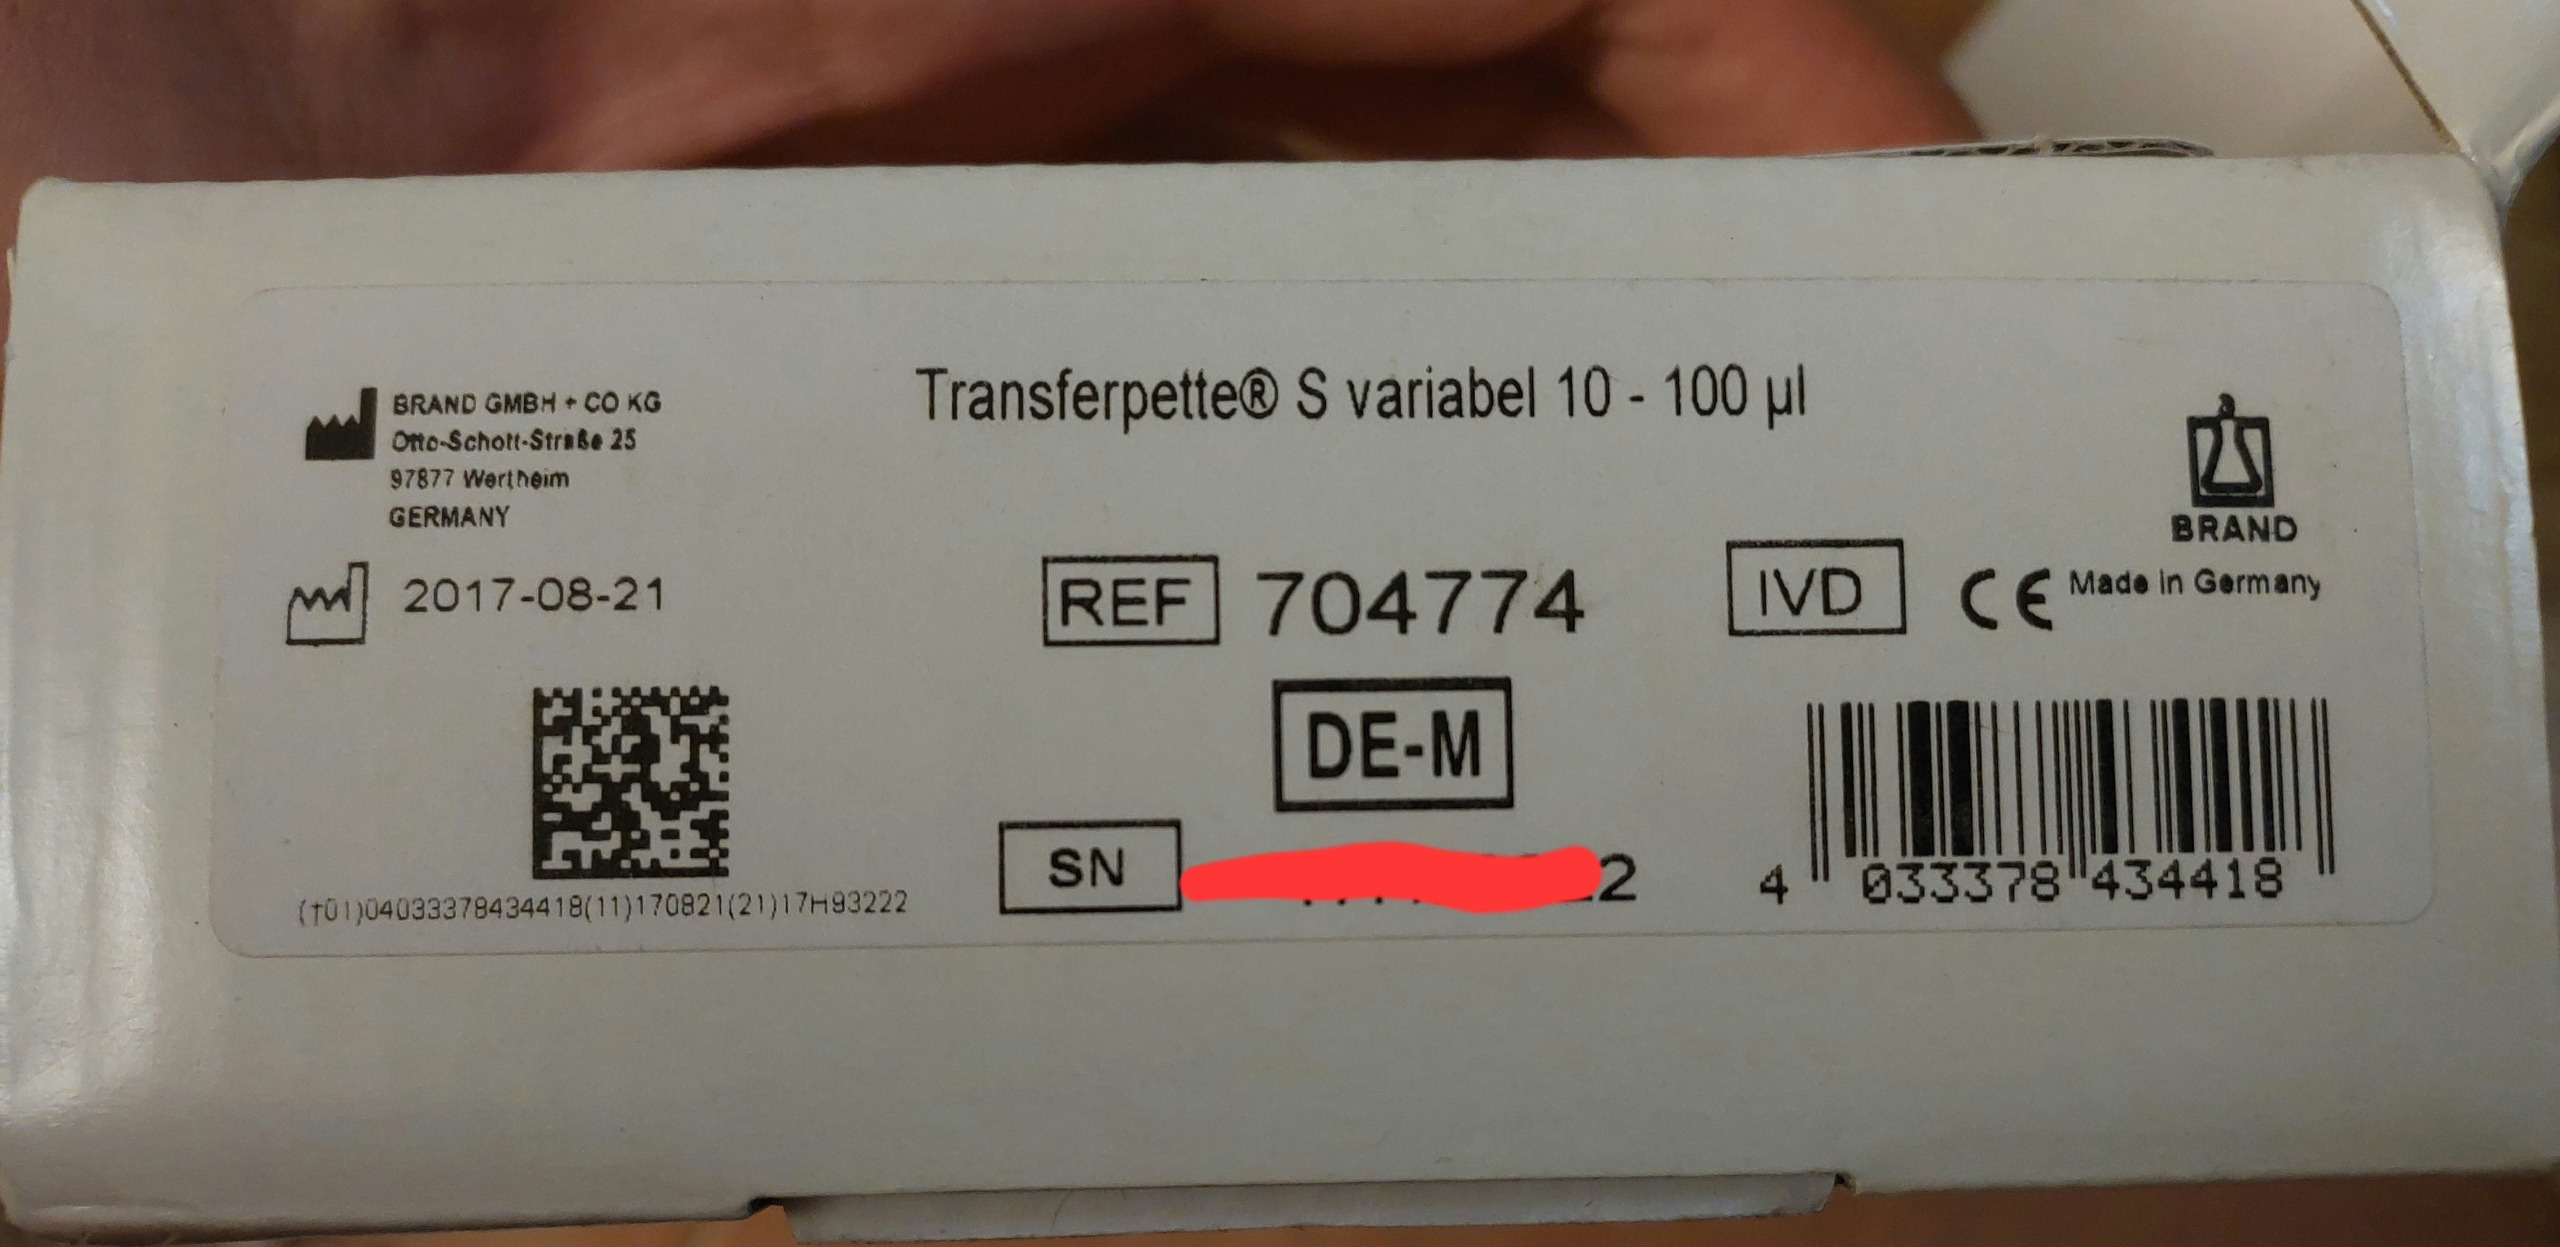 BRAND GMBH + CO KG
Otto-Schott-Straße 25
97877 Wertheim
GERMANY
2017-08-21
(†01)04033378434418(11)170821(21)17H93222
Transferpette® S variabel 10 - 100 µl
REF 704774
DE-M
SN
BRAND
IVD CE Made in Germany
4 033378 434418